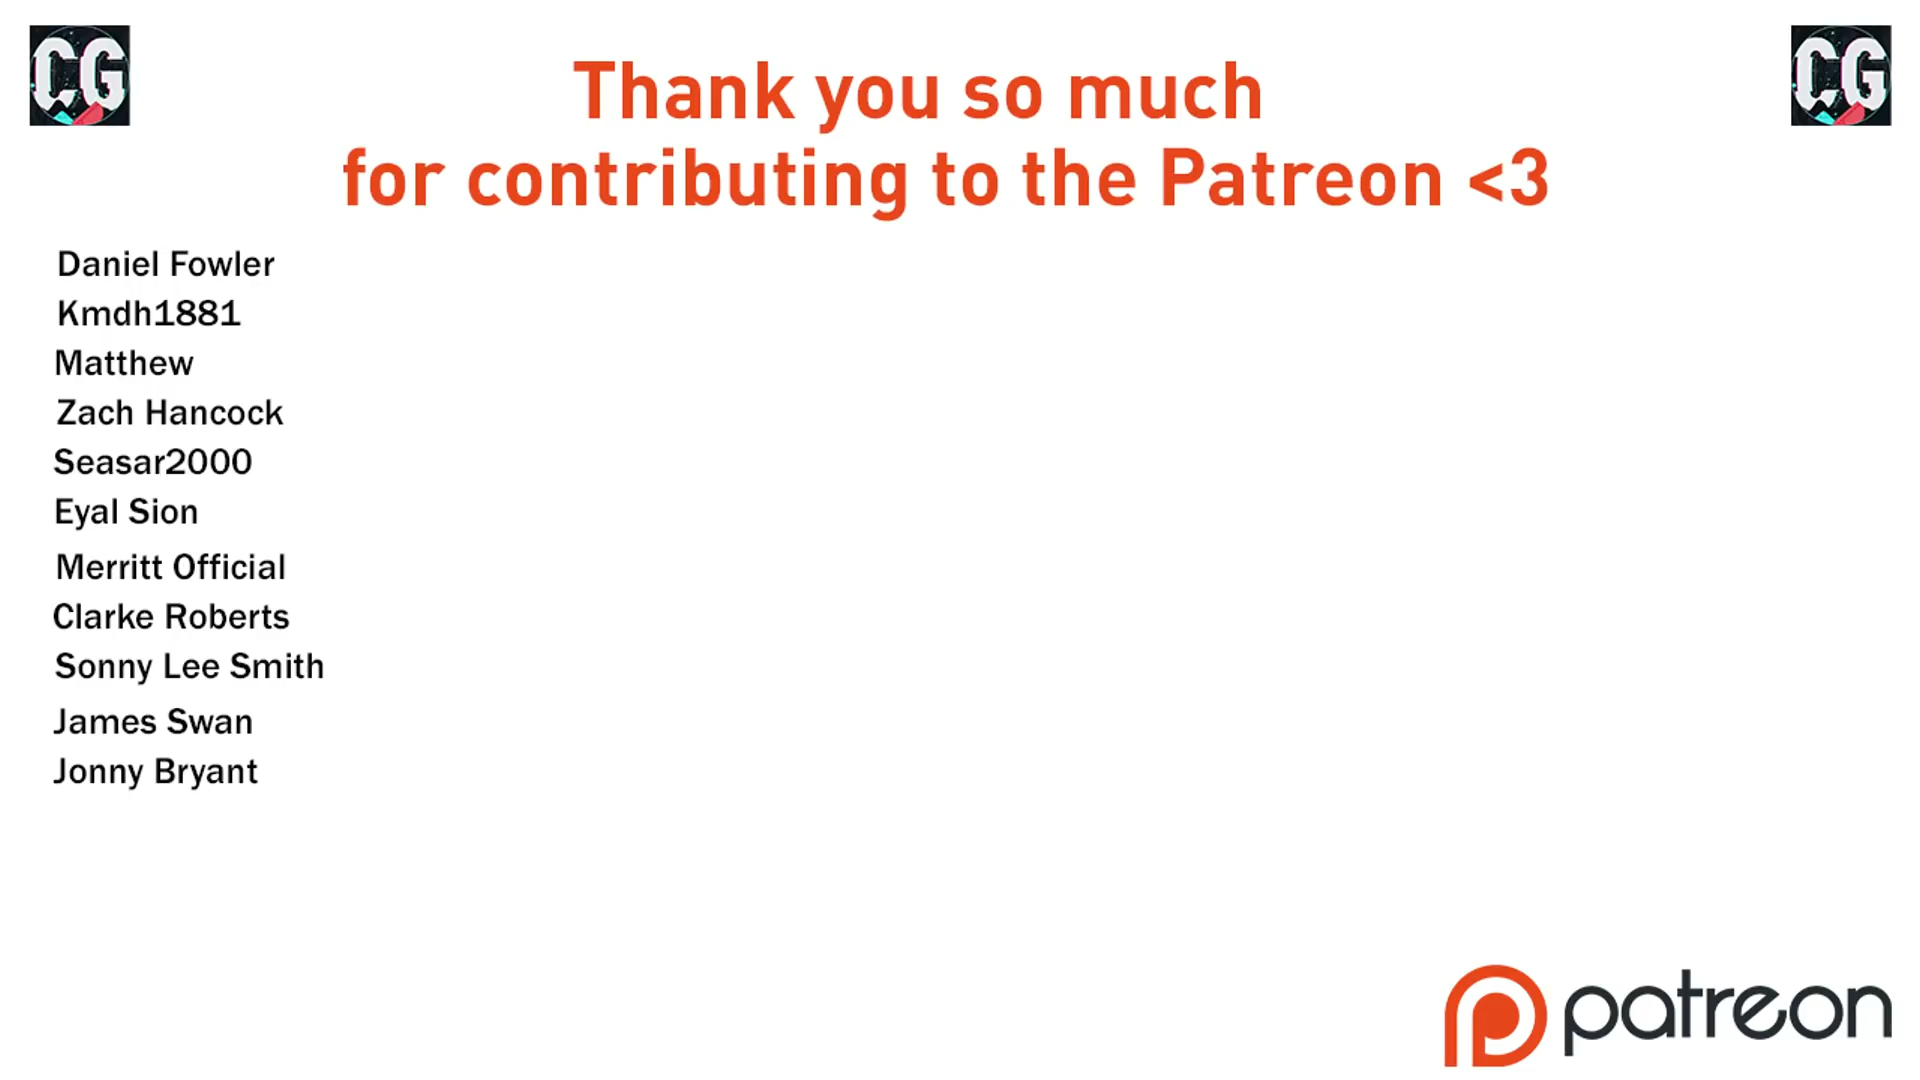 CG
CG
Thank you so much
for contributing to the Patreon <3
Daniel Fowler
Kmdh1881
Matthew
Zach Hancock
Seasar2000
Eyal Sion
Merritt Official
Clarke Roberts
Sonny Lee Smith
James Swan
Jonny Bryant
patreon